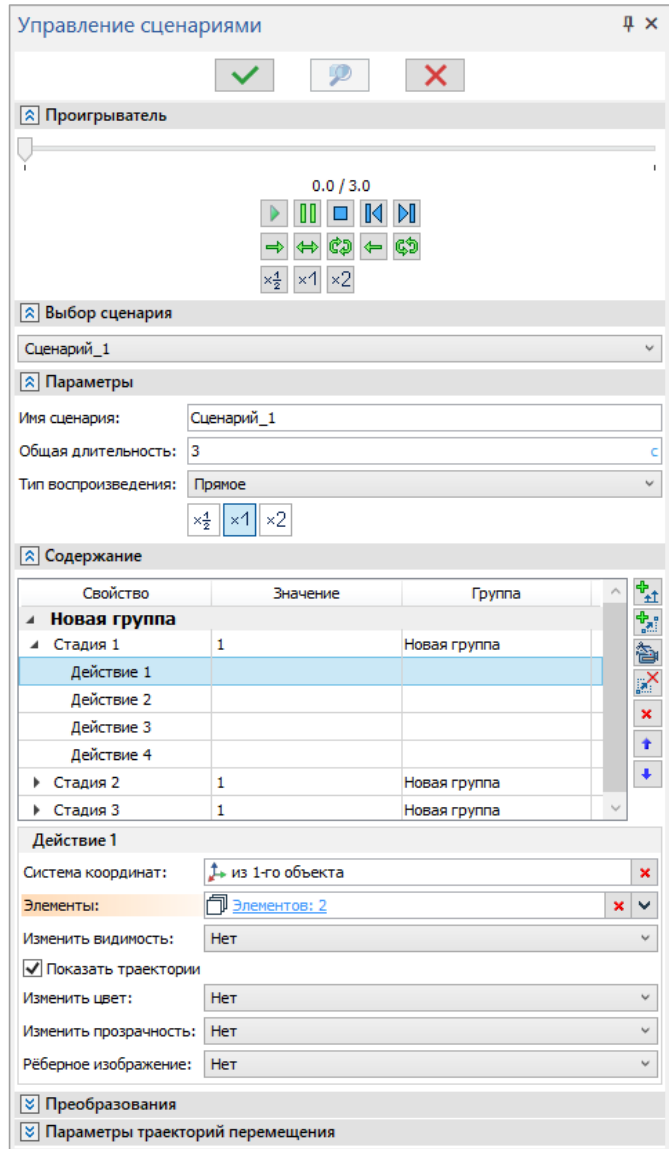 Управление сценариями
Проигрыватель
0.0 / 3.0
×½ ×1 ×2
Выбор сценария
Сценарий_1
Параметры
Имя сценария: Сценарий_1
Общая длительность: 3 с
Тип воспроизведения: Прямое
×½ ×1 ×2
Содержание
Свойство Значение Группа
Новая группа
Стадия 1 1 Новая группа
Действие 1
Действие 2
Действие 3
Действие 4
Стадия 2 1 Новая группа
Стадия 3 1 Новая группа
Действие 1
Система координат: из 1-го объекта
Элементы: Элементов: 2
Изменить видимость: Нет
Показать траектории
Изменить цвет: Нет
Изменить прозрачность: Нет
Рёберное изображение: Нет
Преобразования
Параметры траекторий перемещения